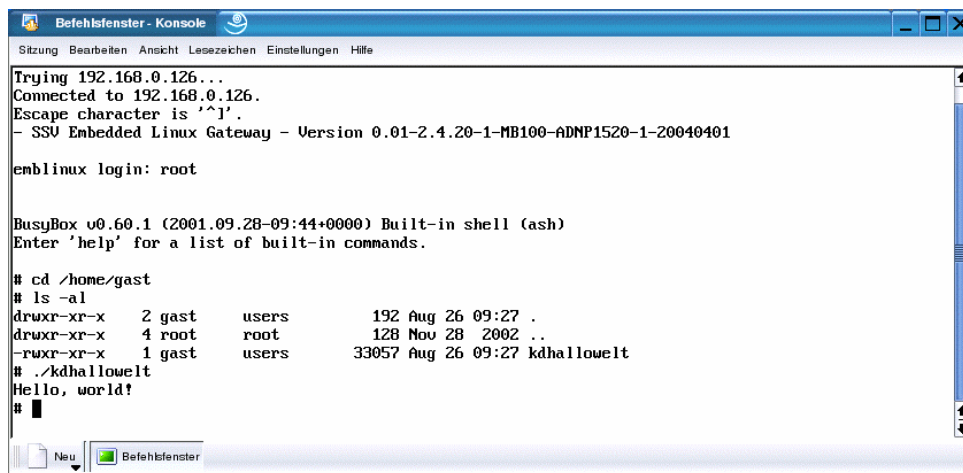 Befehlsfenster - Konsole
Sitzung Bearbeiten Ansicht Lesezeichen Einstellungen Hilfe
Trying 192.168.0.126...
Connected to 192.168.0.126.
Escape character is '^]'.
- SSV Embedded Linux Gateway - Version 0.01-2.4.20-1-MB100-ADNP1520-1-20040401
emblinux login: root
BusyBox v0.60.1 (2001.09.28-09:44+0000) Built-in shell (ash)
Enter 'help' for a list of built-in commands.
# cd /home/gast
# ls -al
drwxr-xr-x    2 gast     users         192 Aug 26 09:27 .
drwxr-xr-x    4 root     root          128 Nov 28  2002 ..
-rwxr-xr-x    1 gast     users       33057 Aug 26 09:27 kdhallowelt
# ./kdhallowelt
Hello, world!
#
Neu Befehlsfenster